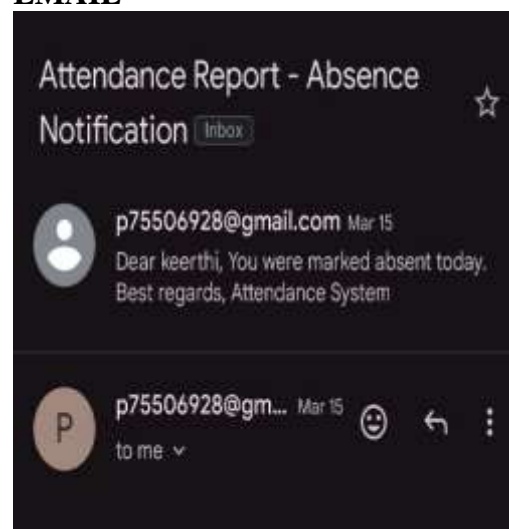 EMAIL
Attendance Report - Absence
Notification Inbox
p75506928@gmail.com Mar 15
Dear keerthi, You were marked absent today.
Best regards, Attendance System
P
p75506928@gm... Mar 15
to me